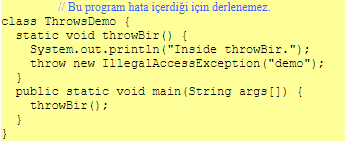 // Bu program hata içerdiği için derlenemez.
class ThrowsDemo {
  static void throwBir() {
    System.out.println("Inside throwBir.");
    throw new IllegalAccessException("demo");
  }
  public static void main(String args[]) {
    throwBir();
  }
}